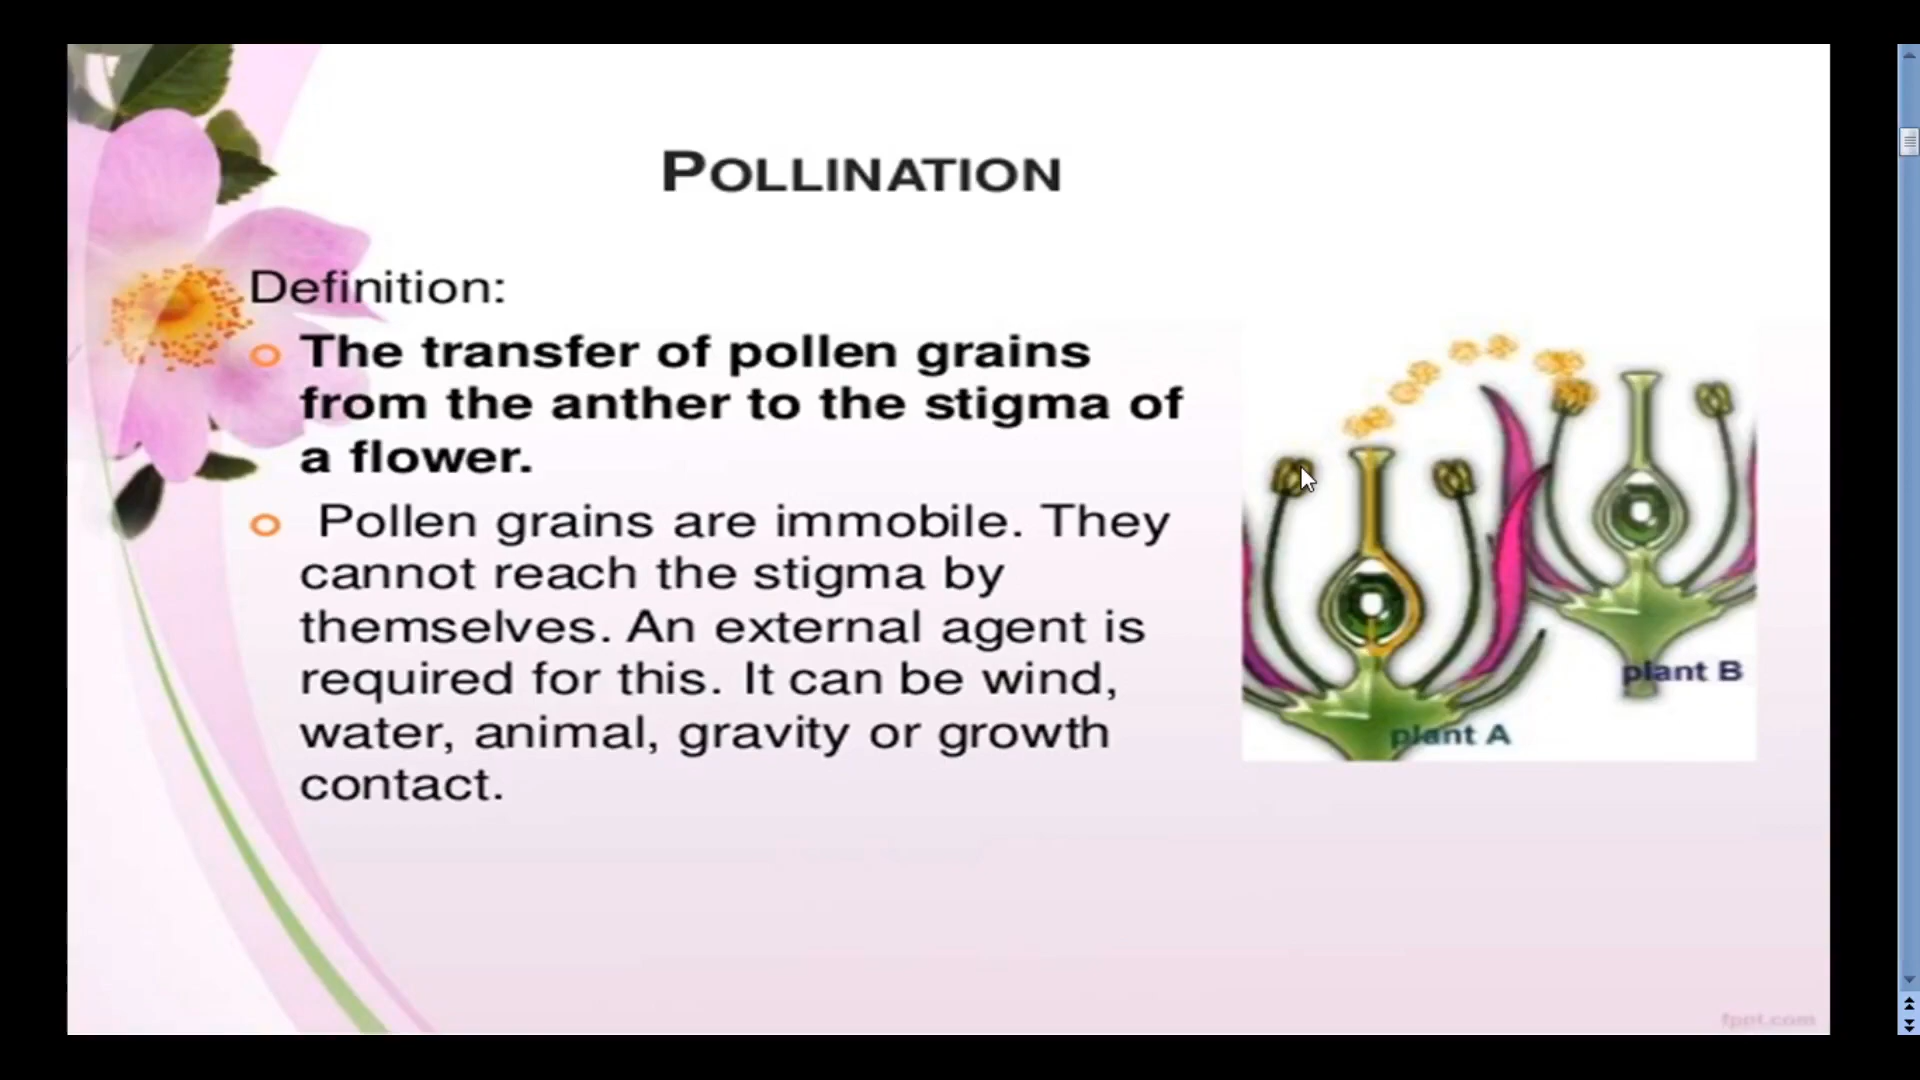 POLLINATION
Definition:
The transfer of pollen grains
from the anther to the stigma of
a flower.
Pollen grains are immobile. They
cannot reach the stigma by
themselves. An external agent is
required for this. It can be wind,
water, animal, gravity or growth
contact.
plant B
plant A
fppt.com